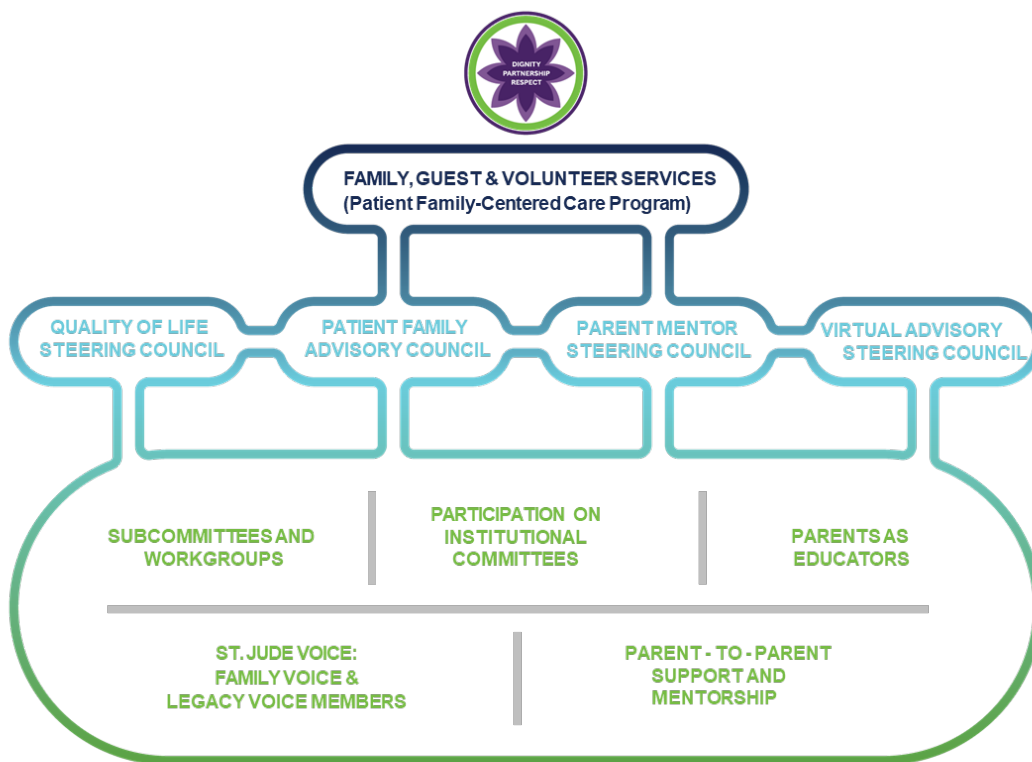 DIGNITY
PARTNERSHIP
RESPECT
FAMILY, GUEST & VOLUNTEER SERVICES
(Patient Family-Centered Care Program)
QUALITY OF LIFE
STEERING COUNCIL
PATIENT FAMILY
ADVISORY COUNCIL
PARENT MENTOR
STEERING COUNCIL
VIRTUAL ADVISORY
STEERING COUNCIL
SUBCOMMITTEES AND
WORKGROUPS
PARTICIPATION ON
INSTITUTIONAL
COMMITTEES
PARENTS AS
EDUCATORS
ST. JUDE VOICE:
FAMILY VOICE &
LEGACY VOICE MEMBERS
PARENT - TO - PARENT
SUPPORT AND
MENTORSHIP